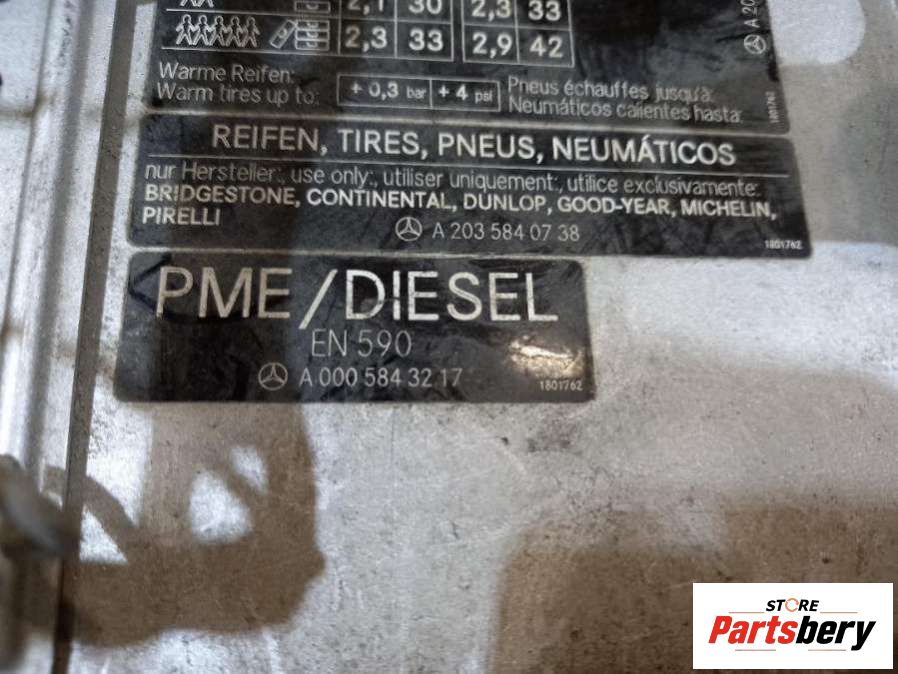 2,1 30 2,3 33
2,3 33 2,9 42
Warme Reifen:
Warm tires up to:
+ 0,3 bar + 4 psi
Pneus échauffes jusqu'à:
Neumáticos calientes hasta:
A 20
1801762
REIFEN, TIRES, PNEUS, NEUMÁTICOS
nur Hersteller:, use only:, utiliser uniquement:, utilice exclusivamente:
BRIDGESTONE, CONTINENTAL, DUNLOP, GOOD-YEAR, MICHELIN,
PIRELLI
A 203 584 07 38
1801762
PME/DIESEL
EN 590
A 000 584 32 17
1801762
STORE
Partsbery